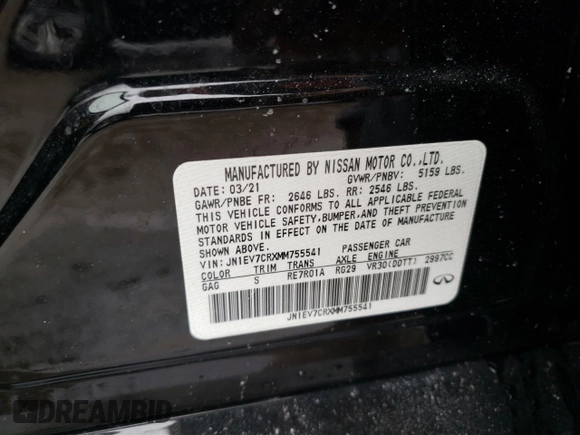 MANUFACTURED BY NISSAN MOTOR CO.,LTD.
DATE: 03/21 GVWR/PNBV: 5159 LBS.
GAWR/PNBE FR: 2646 LBS. RR: 2546 LBS.
THIS VEHICLE CONFORMS TO ALL APPLICABLE FEDERAL
MOTOR VEHICLE SAFETY, BUMPER, AND THEFT PREVENTION
STANDARDS IN EFFECT ON THE DATE OF MANUFACTURE
VIN: JN1EV7CRXMM755541 PASSENGER CAR
COLOR TRIM TRANS AXLE ENGINE
GAG S RE7R01A RG29 VR30(DDTT) 2997CC
JN1EV7CRXMM755541
DREAMBID